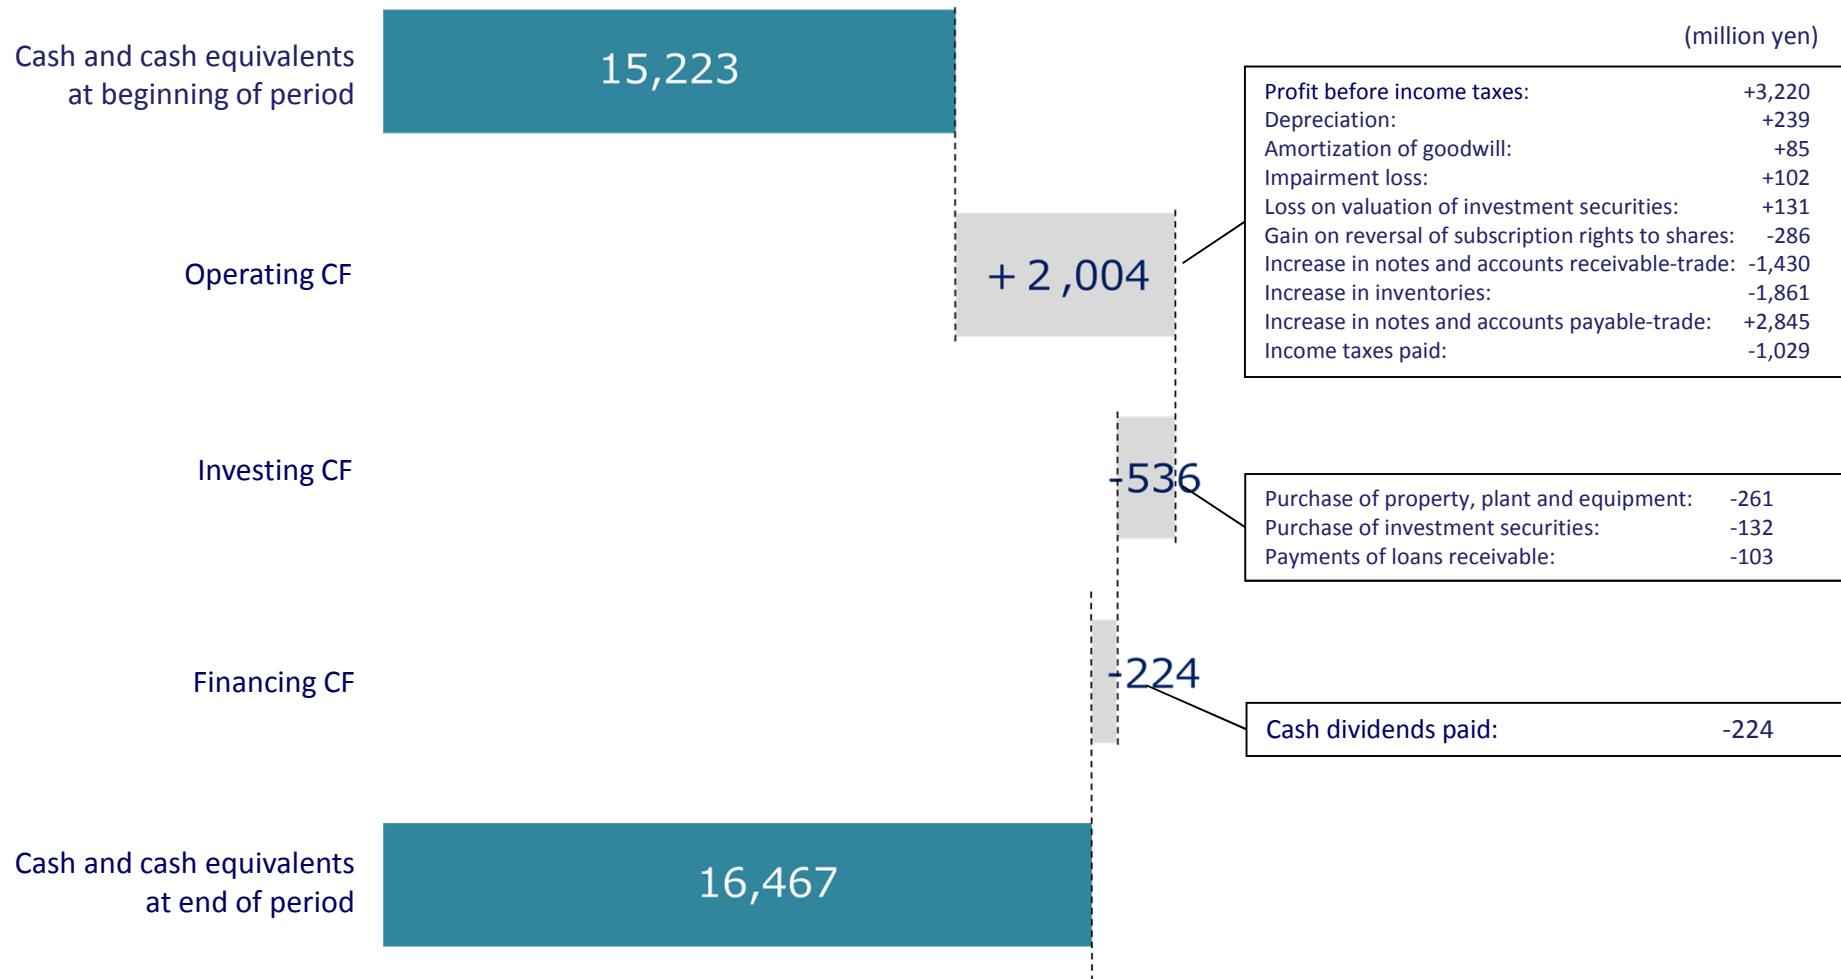 (million yen)
Cash and cash equivalents
at beginning of period
15,223
Profit before income taxes: +3,220
Depreciation: +239
Amortization of goodwill: +85
Impairment loss: +102
Loss on valuation of investment securities: +131
Gain on reversal of subscription rights to shares: -286
Increase in notes and accounts receivable-trade: -1,430
Increase in inventories: -1,861
Increase in notes and accounts payable-trade: +2,845
Income taxes paid: -1,029
Operating CF
+ 2 ,004
Investing CF
-536
Purchase of property, plant and equipment: -261
Purchase of investment securities: -132
Payments of loans receivable: -103
Financing CF
-224
Cash dividends paid: -224
Cash and cash equivalents
at end of period
16,467